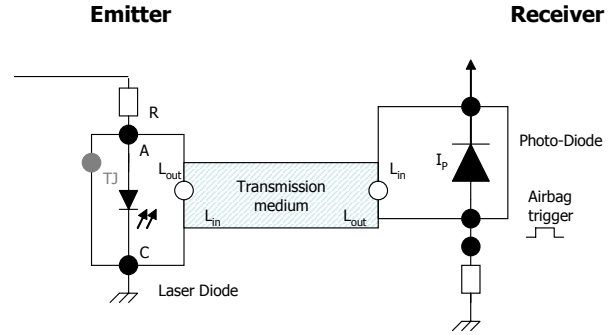 Emitter
Receiver
R
A
TJ
L_out
Transmission
medium
L_in
L_out
L_in
I_P
Photo-Diode
Airbag
trigger
C
Laser Diode